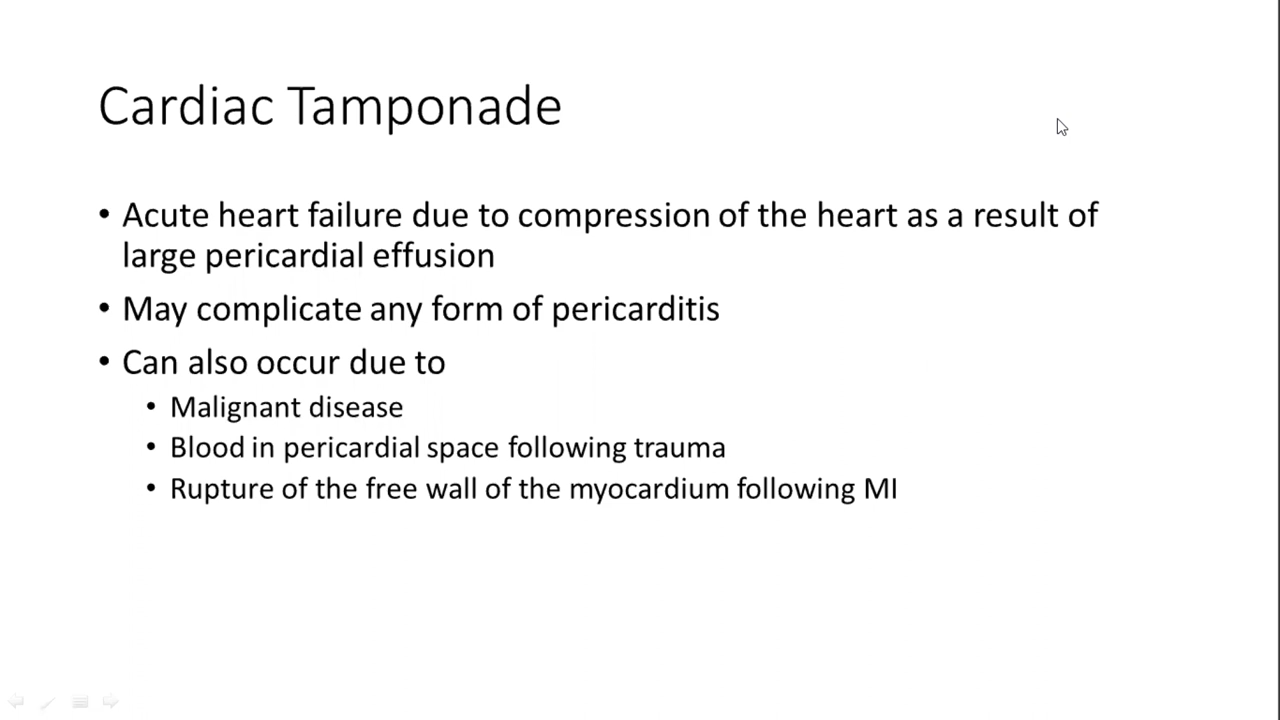 Cardiac Tamponade
• Acute heart failure due to compression of the heart as a result of
large pericardial effusion
• May complicate any form of pericarditis
• Can also occur due to
• Malignant disease
• Blood in pericardial space following trauma
• Rupture of the free wall of the myocardium following MI